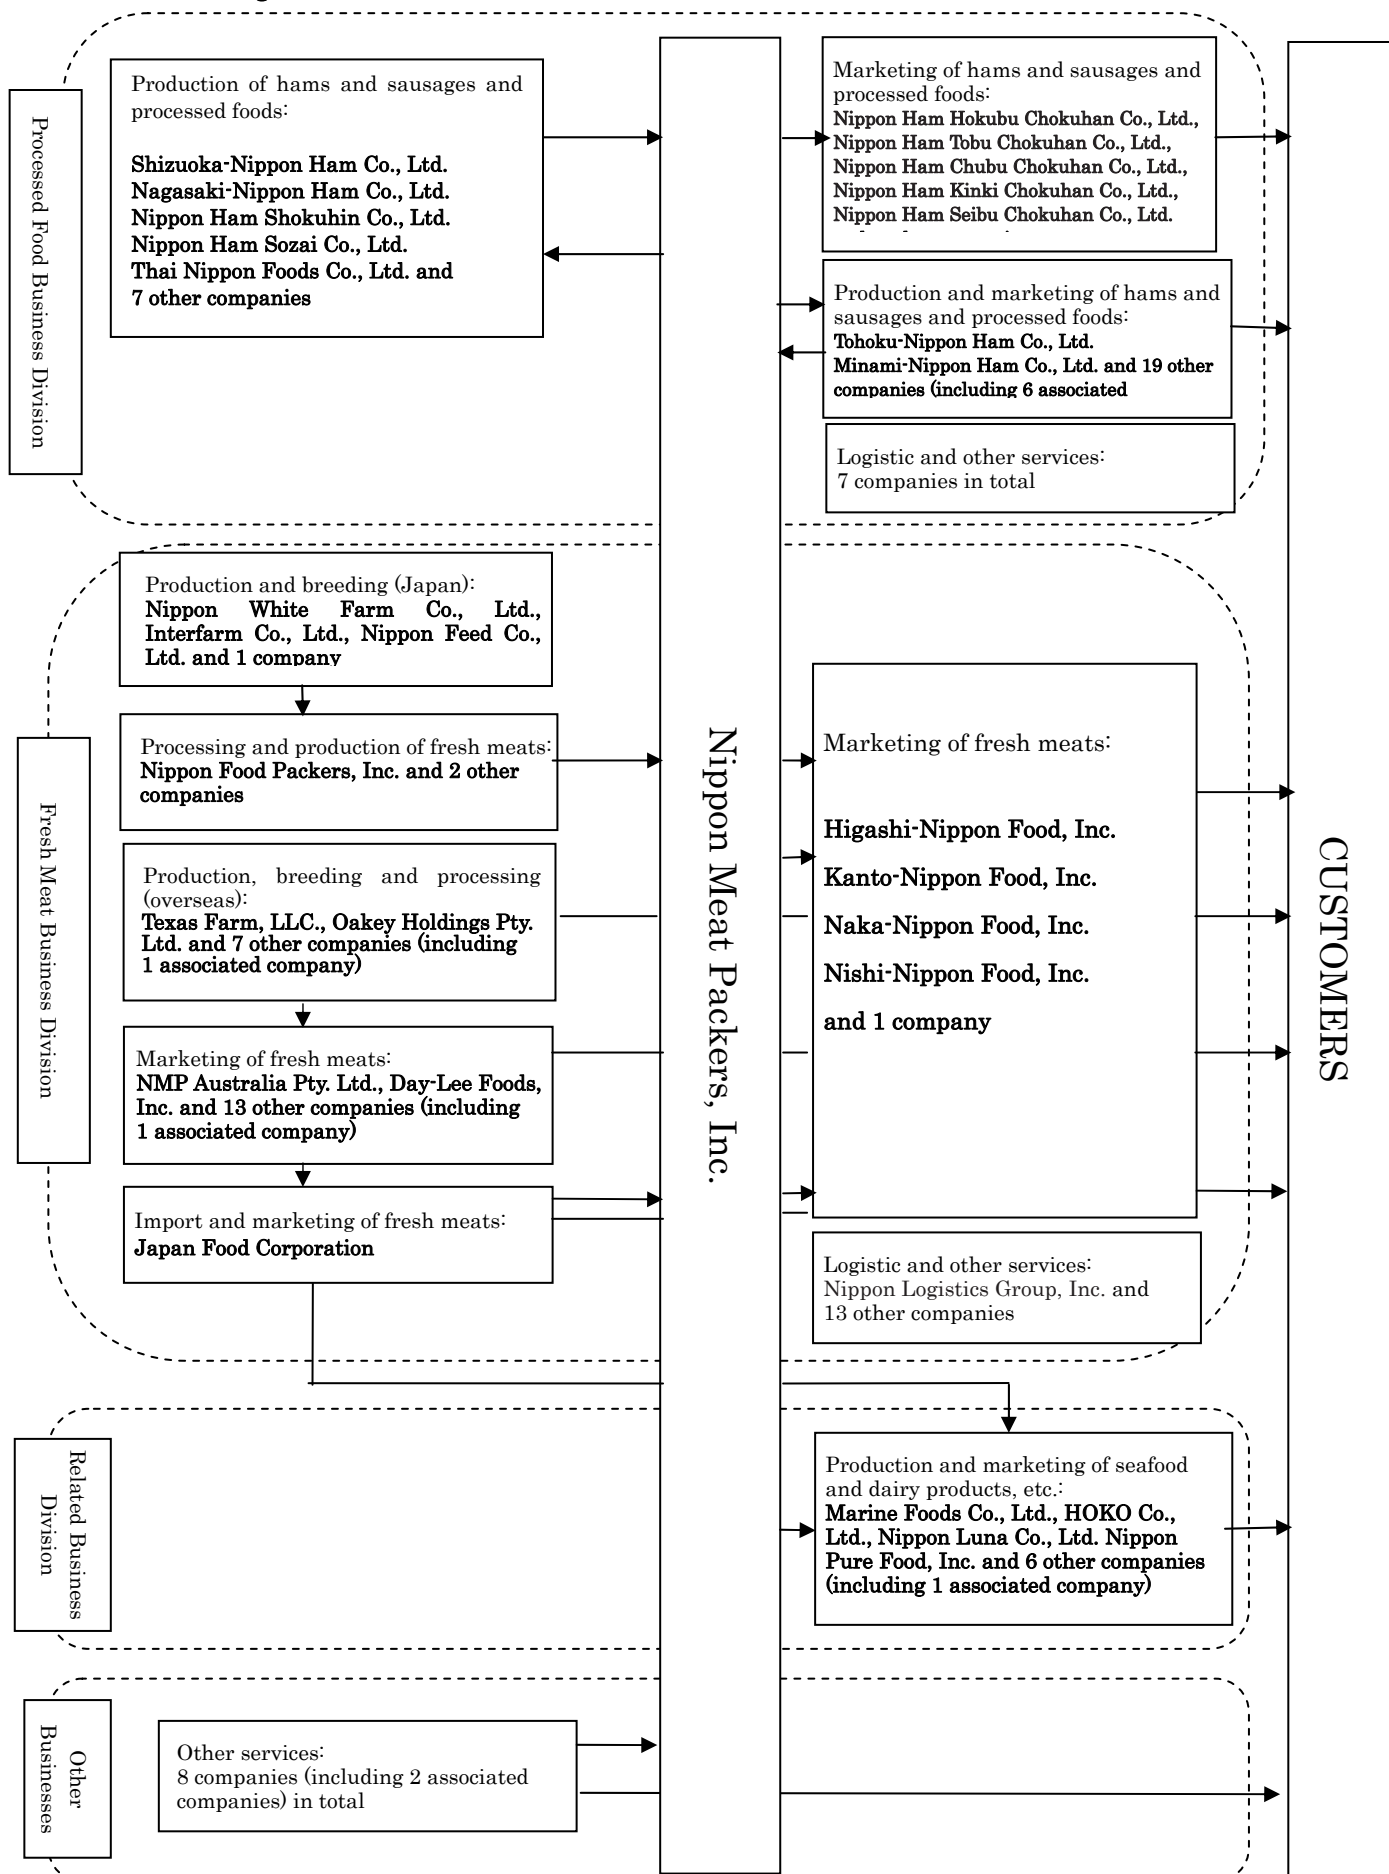 Processed Food Business Division
Production of hams and sausages and
processed foods:
Shizuoka-Nippon Ham Co., Ltd.
Nagasaki-Nippon Ham Co., Ltd.
Nippon Ham Shokuhin Co., Ltd.
Nippon Ham Sozai Co., Ltd.
Thai Nippon Foods Co., Ltd. and
7 other companies
Marketing of hams and sausages and
processed foods:
Nippon Ham Hokubu Chokuhan Co., Ltd.,
Nippon Ham Tobu Chokuhan Co., Ltd.,
Nippon Ham Chubu Chokuhan Co., Ltd.,
Nippon Ham Kinki Chokuhan Co., Ltd.,
Nippon Ham Seibu Chokuhan Co., Ltd.
Production and marketing of hams and
sausages and processed foods:
Tohoku-Nippon Ham Co., Ltd.
Minami-Nippon Ham Co., Ltd. and 19 other
companies (including 6 associated
Logistic and other services:
7 companies in total
Fresh Meat Business Division
Production and breeding (Japan):
Nippon White Farm Co., Ltd.,
Interfarm Co., Ltd., Nippon Feed Co.,
Ltd. and 1 company
Processing and production of fresh meats:
Nippon Food Packers, Inc. and 2 other
companies
Production, breeding and processing
(overseas):
Texas Farm, LLC., Oakey Holdings Pty.
Ltd. and 7 other companies (including
1 associated company)
Marketing of fresh meats:
NMP Australia Pty. Ltd., Day-Lee Foods,
Inc. and 13 other companies (including
1 associated company)
Import and marketing of fresh meats:
Japan Food Corporation
Nippon Meat Packers, Inc.
Marketing of fresh meats:
Higashi-Nippon Food, Inc.
Kanto-Nippon Food, Inc.
Naka-Nippon Food, Inc.
Nishi-Nippon Food, Inc.
and 1 company
Logistic and other services:
Nippon Logistics Group, Inc. and
13 other companies
CUSTOMERS
Related Business
Division
Production and marketing of seafood
and dairy products, etc.:
Marine Foods Co., Ltd., HOKO Co.,
Ltd., Nippon Luna Co., Ltd. Nippon
Pure Food, Inc. and 6 other companies
(including 1 associated company)
Other
Businesses
Other services:
8 companies (including 2 associated
companies) in total